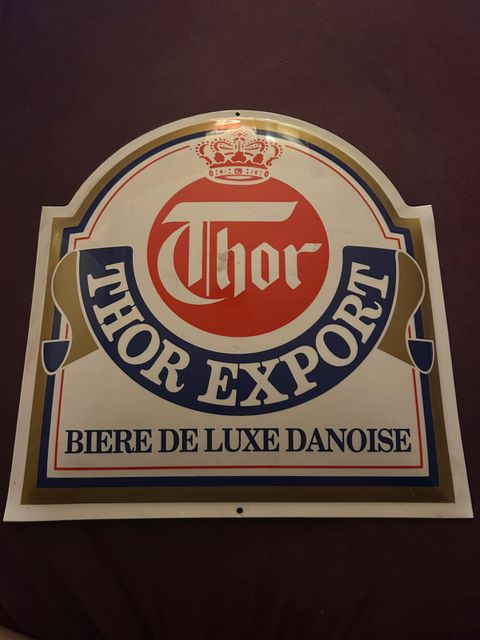 Thor
THOR EXPORT
BIERE DE LUXE DANOISE